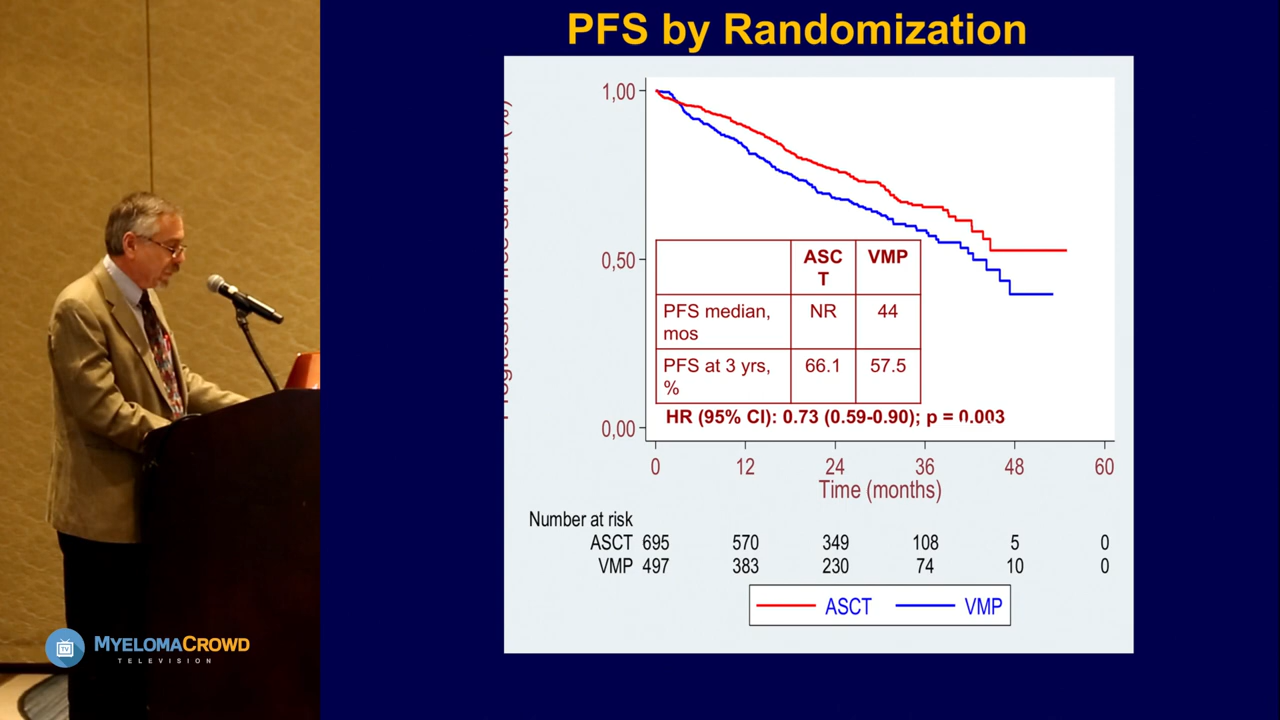 PFS by Randomization
1,00
0,50
0,00
ASC
T
VMP
PFS median,
mos
NR
44
PFS at 3 yrs,
%
66.1
57.5
HR (95% CI): 0.73 (0.59-0.90); p = 0.003
0 12 24 36 48 60
Time (months)
Number at risk
ASCT 695 570 349 108 5 0
VMP 497 383 230 74 10 0
ASCT VMP
MYELOMACROWD
TELEVISION
TV